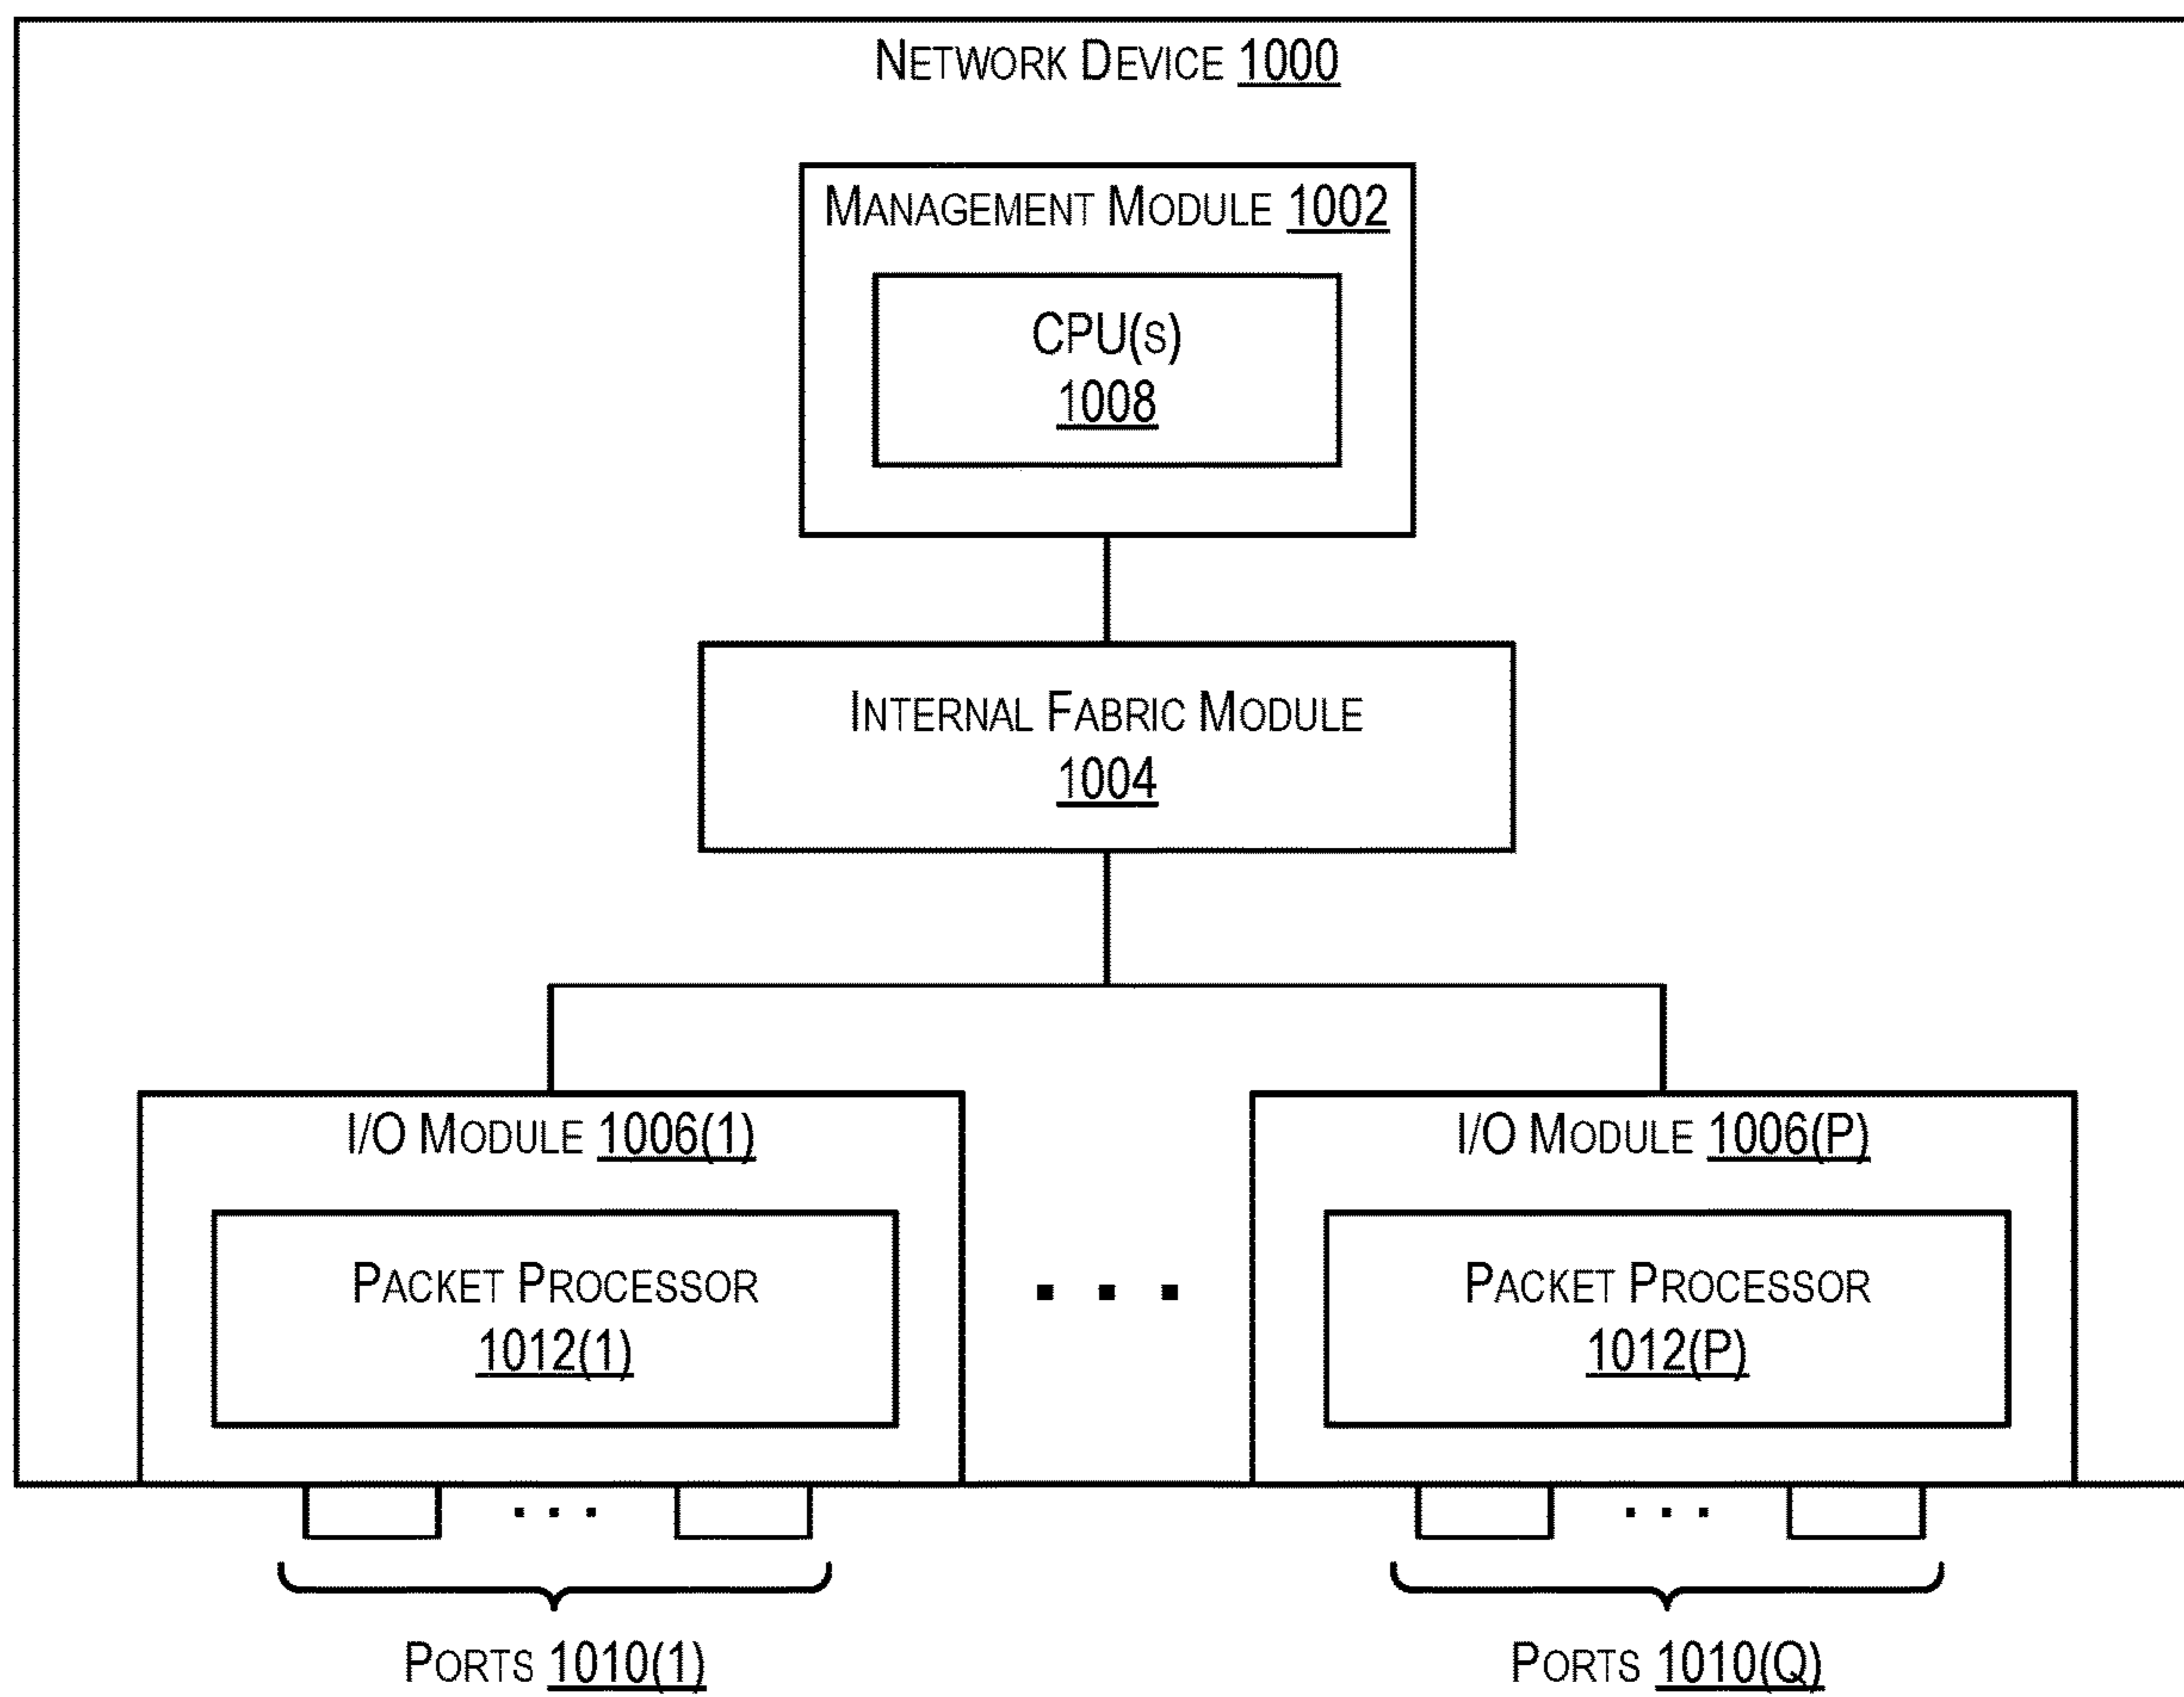 NETWORK DEVICE 1000
MANAGEMENT MODULE 1002
CPU(S)
1008
INTERNAL FABRIC MODULE
1004
I/O MODULE 1006(1)
I/O MODULE 1006(P)
PACKET PROCESSOR
1012(1)
. . .
PACKET PROCESSOR
1012(P)
. . .
. . .
PORTS 1010(1)
PORTS 1010(Q)